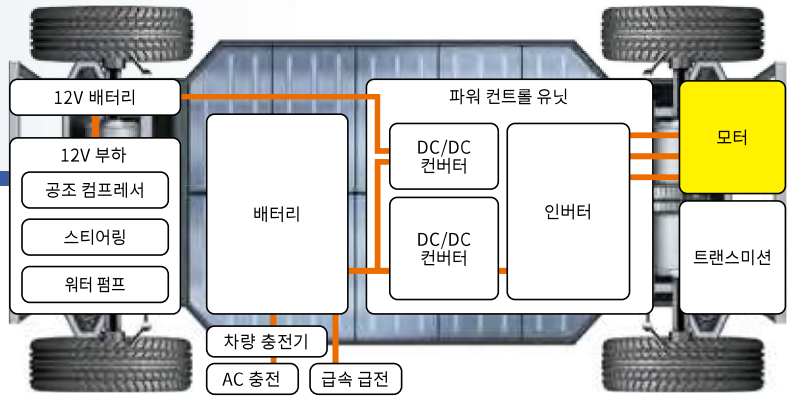 12V 배터리
12V 부하
공조 컴프레서
스티어링
워터 펌프
배터리
차량 충전기
AC 충전
급속 급전
파워 컨트롤 유닛
DC/DC
컨버터
DC/DC
컨버터
인버터
모터
트랜스미션